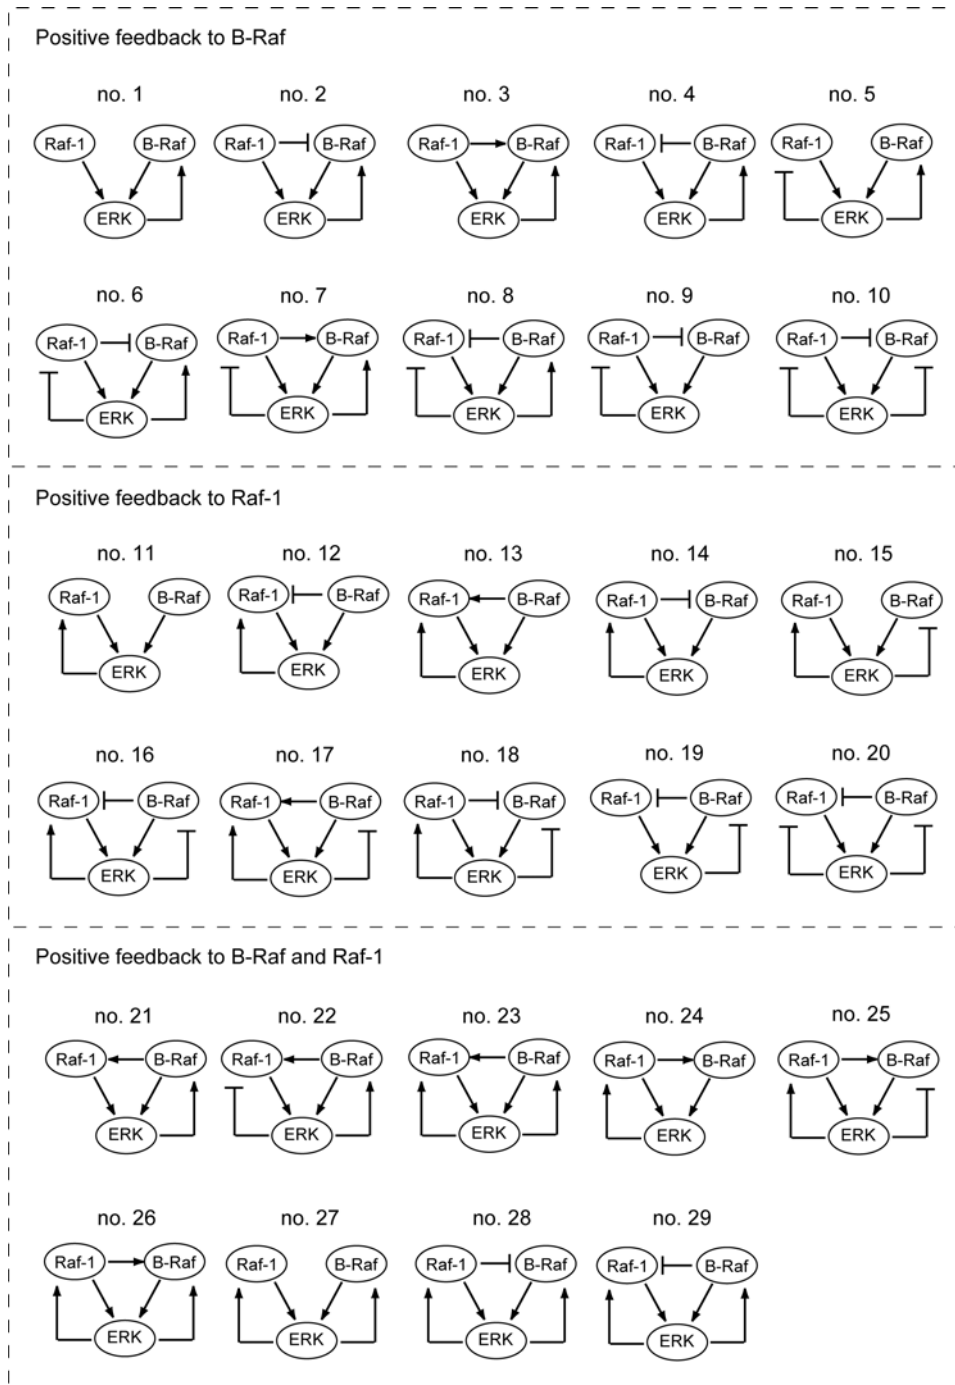 Positive feedback to B-Raf
no. 1 no. 2 no. 3 no. 4 no. 5
Raf-1 B-Raf Raf-1 B-Raf Raf-1 B-Raf Raf-1 B-Raf Raf-1 B-Raf
ERK ERK ERK ERK ERK
no. 6 no. 7 no. 8 no. 9 no. 10
Raf-1 B-Raf Raf-1 B-Raf Raf-1 B-Raf Raf-1 B-Raf Raf-1 B-Raf
ERK ERK ERK ERK ERK
Positive feedback to Raf-1
no. 11 no. 12 no. 13 no. 14 no. 15
Raf-1 B-Raf Raf-1 B-Raf Raf-1 B-Raf Raf-1 B-Raf Raf-1 B-Raf
ERK ERK ERK ERK ERK
no. 16 no. 17 no. 18 no. 19 no. 20
Raf-1 B-Raf Raf-1 B-Raf Raf-1 B-Raf Raf-1 B-Raf Raf-1 B-Raf
ERK ERK ERK ERK ERK
Positive feedback to B-Raf and Raf-1
no. 21 no. 22 no. 23 no. 24 no. 25
Raf-1 B-Raf Raf-1 B-Raf Raf-1 B-Raf Raf-1 B-Raf Raf-1 B-Raf
ERK ERK ERK ERK ERK
no. 26 no. 27 no. 28 no. 29
Raf-1 B-Raf Raf-1 B-Raf Raf-1 B-Raf Raf-1 B-Raf
ERK ERK ERK ERK